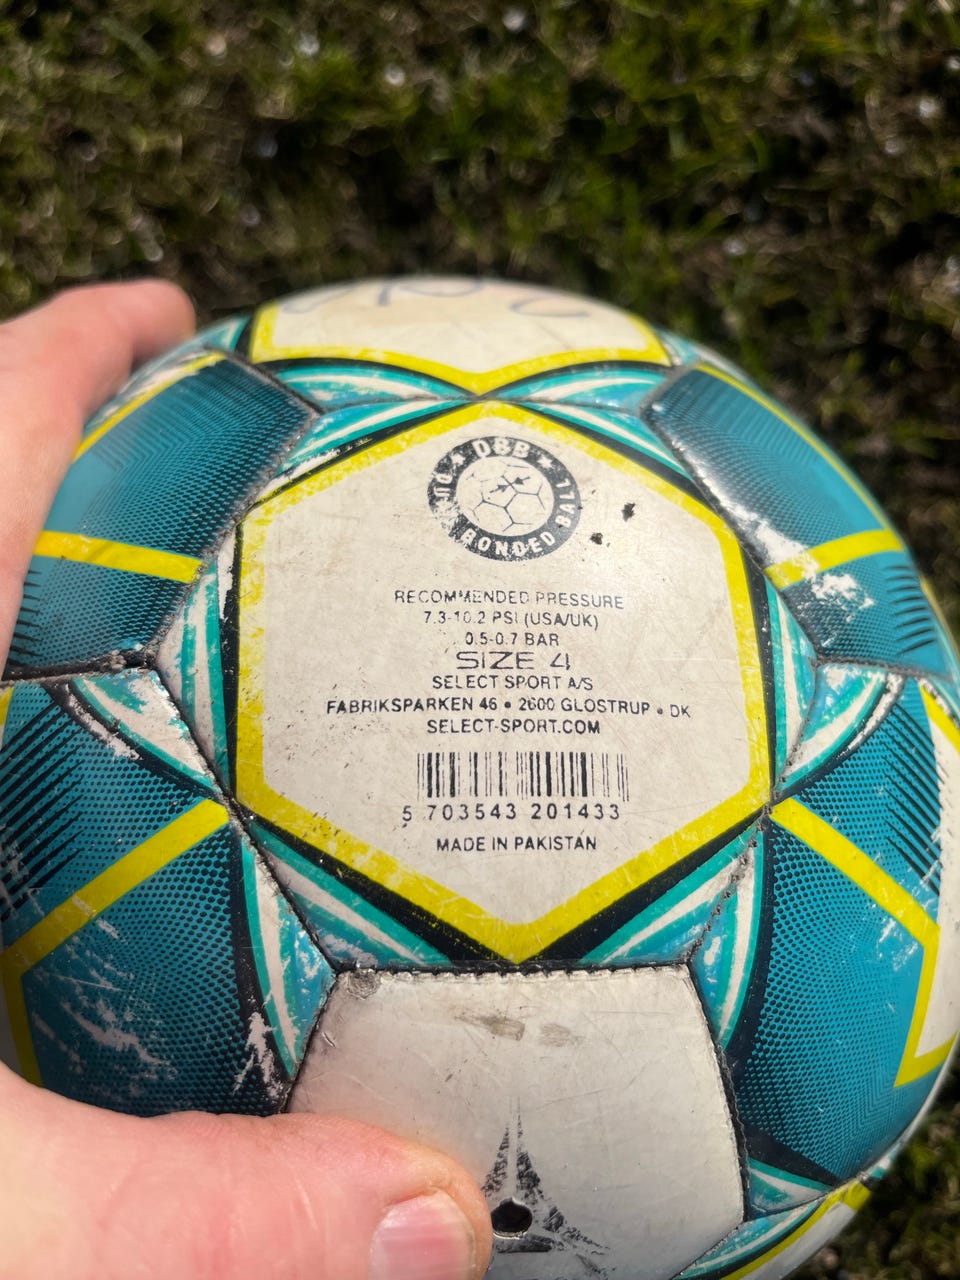 DBB
DUAL BONDED BALL
RECOMMENDED PRESSURE
7.3-10.2 PSI (USA/UK)
0.5-0.7 BAR
SIZE 4
SELECT SPORT A/S
FABRIKSPARKEN 46 • 2600 GLOSTRUP • DK
SELECT-SPORT.COM
5 703543 201433
MADE IN PAKISTAN